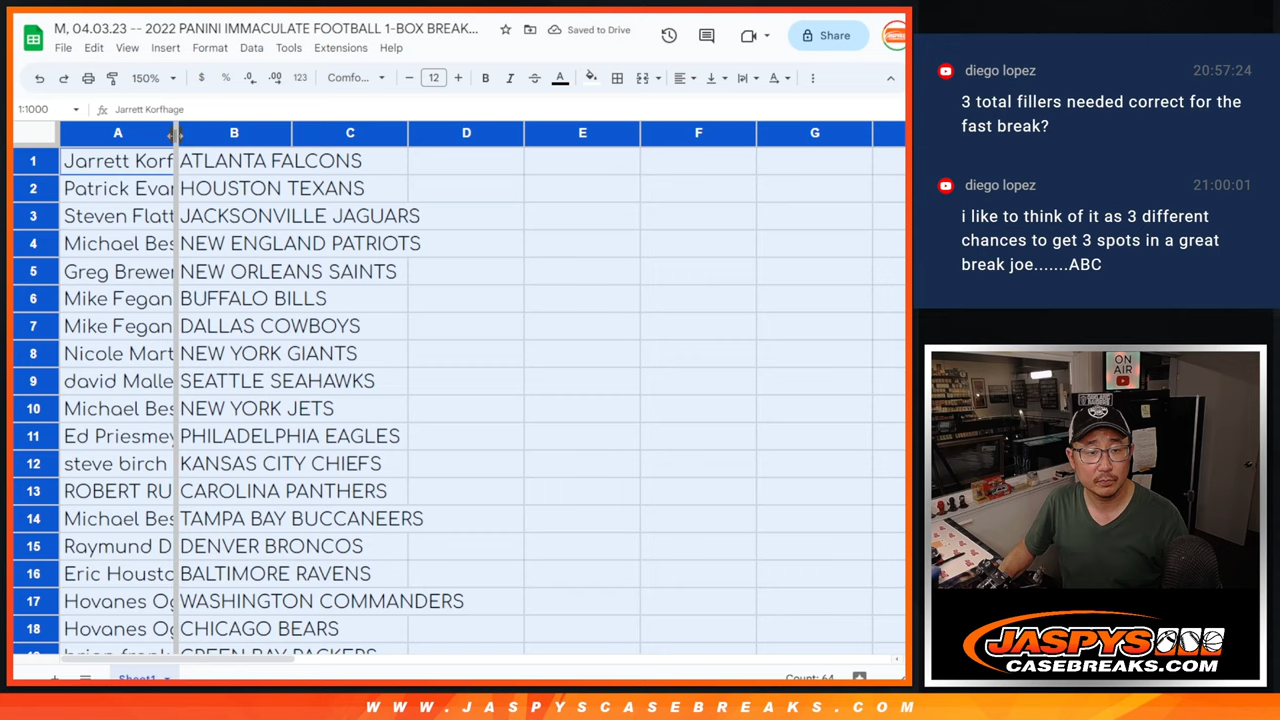 M, 04.03.23 -- 2022 PANINI IMMACULATE FOOTBALL 1-BOX BREAK...
Saved to Drive
Share
File Edit View Insert Format Data Tools Extensions Help
150% $ % .0 .00 123 Comfo... − 12 + B I A
1:1000 fx Jarrett Korfhage
A B C D E F G
1 Jarrett Korf ATLANTA FALCONS
2 Patrick Evar HOUSTON TEXANS
3 Steven Flatt JACKSONVILLE JAGUARS
4 Michael Bes NEW ENGLAND PATRIOTS
5 Greg Brewer NEW ORLEANS SAINTS
6 Mike Fegan BUFFALO BILLS
7 Mike Fegan DALLAS COWBOYS
8 Nicole Mart NEW YORK GIANTS
9 david Malle SEATTLE SEAHAWKS
10 Michael Bes NEW YORK JETS
11 Ed Priesmey PHILADELPHIA EAGLES
12 steve birch KANSAS CITY CHIEFS
13 ROBERT RU CAROLINA PANTHERS
14 Michael Bes TAMPA BAY BUCCANEERS
15 Raymund D DENVER BRONCOS
16 Eric Housto BALTIMORE RAVENS
17 Hovanes Og WASHINGTON COMMANDERS
18 Hovanes Og CHICAGO BEARS
GREEN BAY PACKERS
Sheet1
Count: 64
diego lopez 20:57:24
3 total fillers needed correct for the
fast break?
diego lopez 21:00:01
i like to think of it as 3 different
chances to get 3 spots in a great
break joe.......ABC
ON
AIR
JASPYS
CASEBREAKS.COM
WWW.JASPYSCASEBREAKS.COM